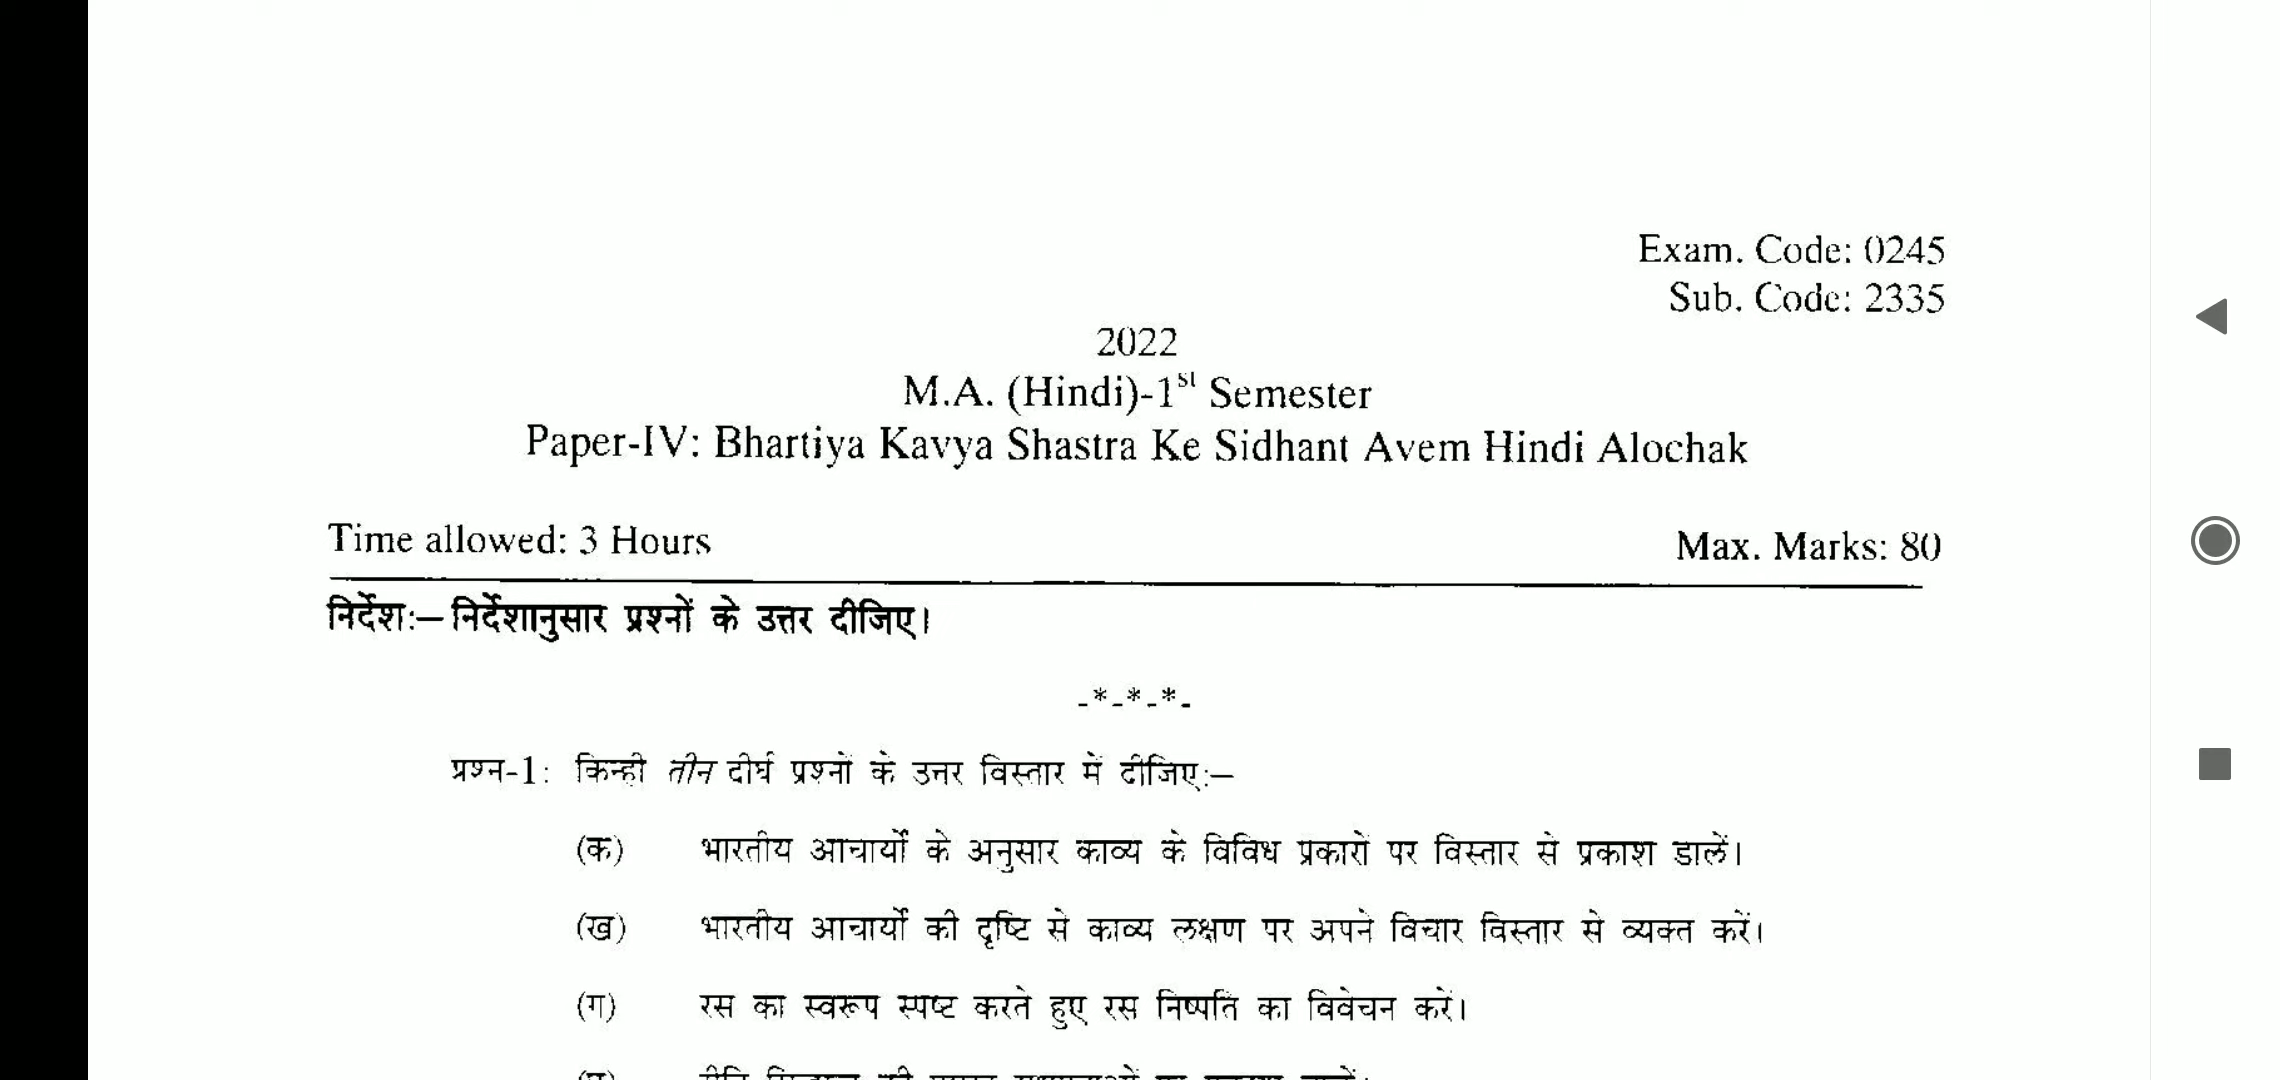 Exam. Code: 0245
Sub. Code: 2335
2022
M.A. (Hindi)-1st Semester
Paper-IV: Bhartiya Kavya Shastra Ke Sidhant Avem Hindi Alochak
Time allowed: 3 Hours Max. Marks: 80
निर्देशः– निर्देशानुसार प्रश्नों के उत्तर दीजिए।
-*-*-*-
प्रश्न-1: किन्ही तीन दीर्घ प्रश्नों के उत्तर विस्तार में दीजिए:–
(क) भारतीय आचार्यों के अनुसार काव्य के विविध प्रकारों पर विस्तार से प्रकाश डालें।
(ख) भारतीय आचार्यों की दृष्टि से काव्य लक्षण पर अपने विचार विस्तार से व्यक्त करें।
(ग) रस का स्वरूप स्पष्ट करते हुए रस निष्पति का विवेचन करें।